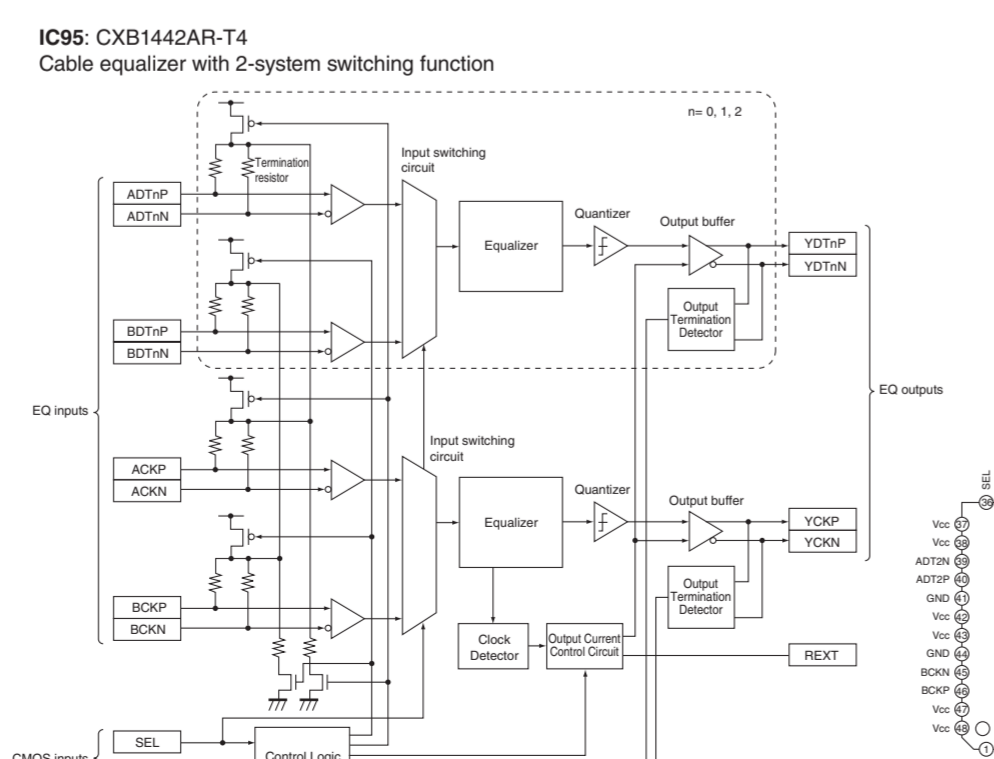 IC95: CXB1442AR-T4
Cable equalizer with 2-system switching function
n= 0, 1, 2
Termination
resistor
Input switching
circuit
ADTnP
ADTnN
Equalizer
Quantizer
Output buffer
YDTnP
YDTnN
Output
Termination
Detector
BDTnP
BDTnN
EQ inputs
EQ outputs
Input switching
circuit
ACKP
ACKN
Equalizer
Quantizer
Output buffer
YCKP
YCKN
Output
Termination
Detector
BCKP
BCKN
Clock
Detector
Output Current
Control Circuit
REXT
SEL
CMOS inputs
Control Logic
SEL
36
Vcc 37
Vcc 38
ADT2N 39
ADT2P 40
GND 41
Vcc 42
Vcc 43
GND 44
BCKN 45
BCKP 46
Vcc 47
Vcc 48
1